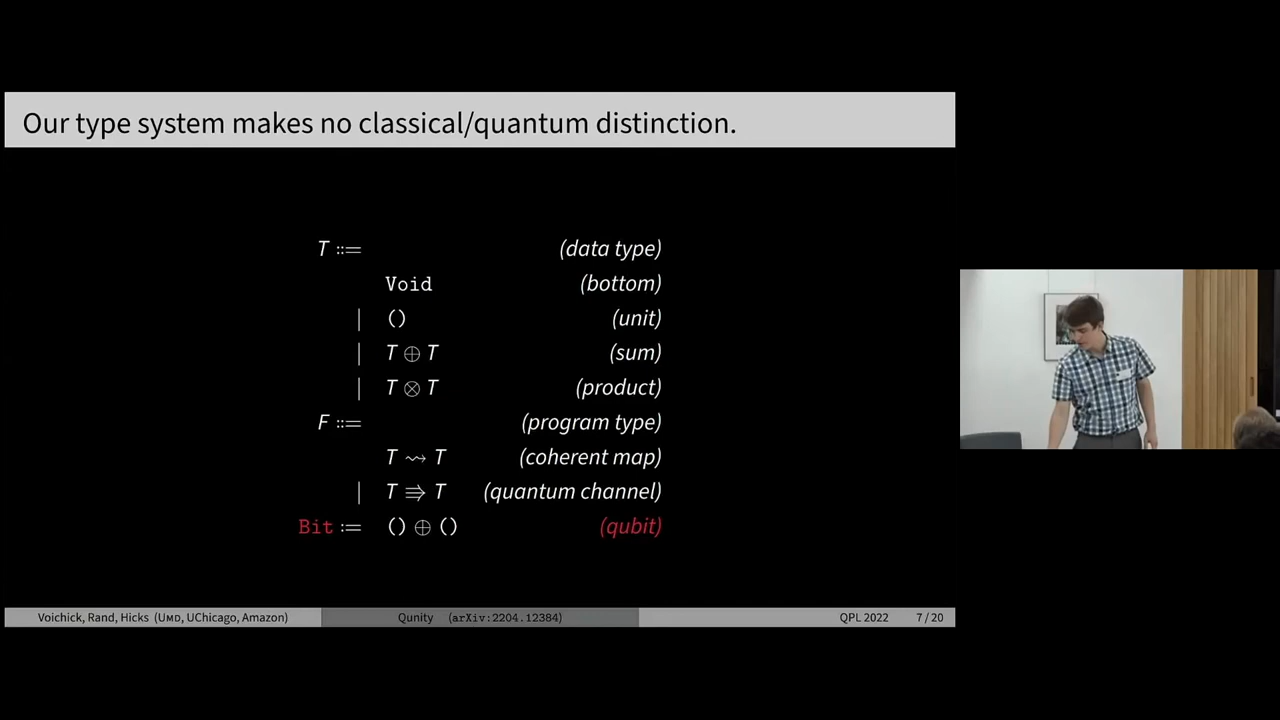 Our type system makes no classical/quantum distinction.
T ::= (data type)
Void (bottom)
| () (unit)
| T ⊕ T (sum)
| T ⊗ T (product)
F ::= (program type)
T ⇝ T (coherent map)
| T ⇛ T (quantum channel)
Bit := () ⊕ () (qubit)
Voichick, Rand, Hicks (UMD, UChicago, Amazon) Qunity (arXiv:2204.12384) QPL 2022 7 / 20